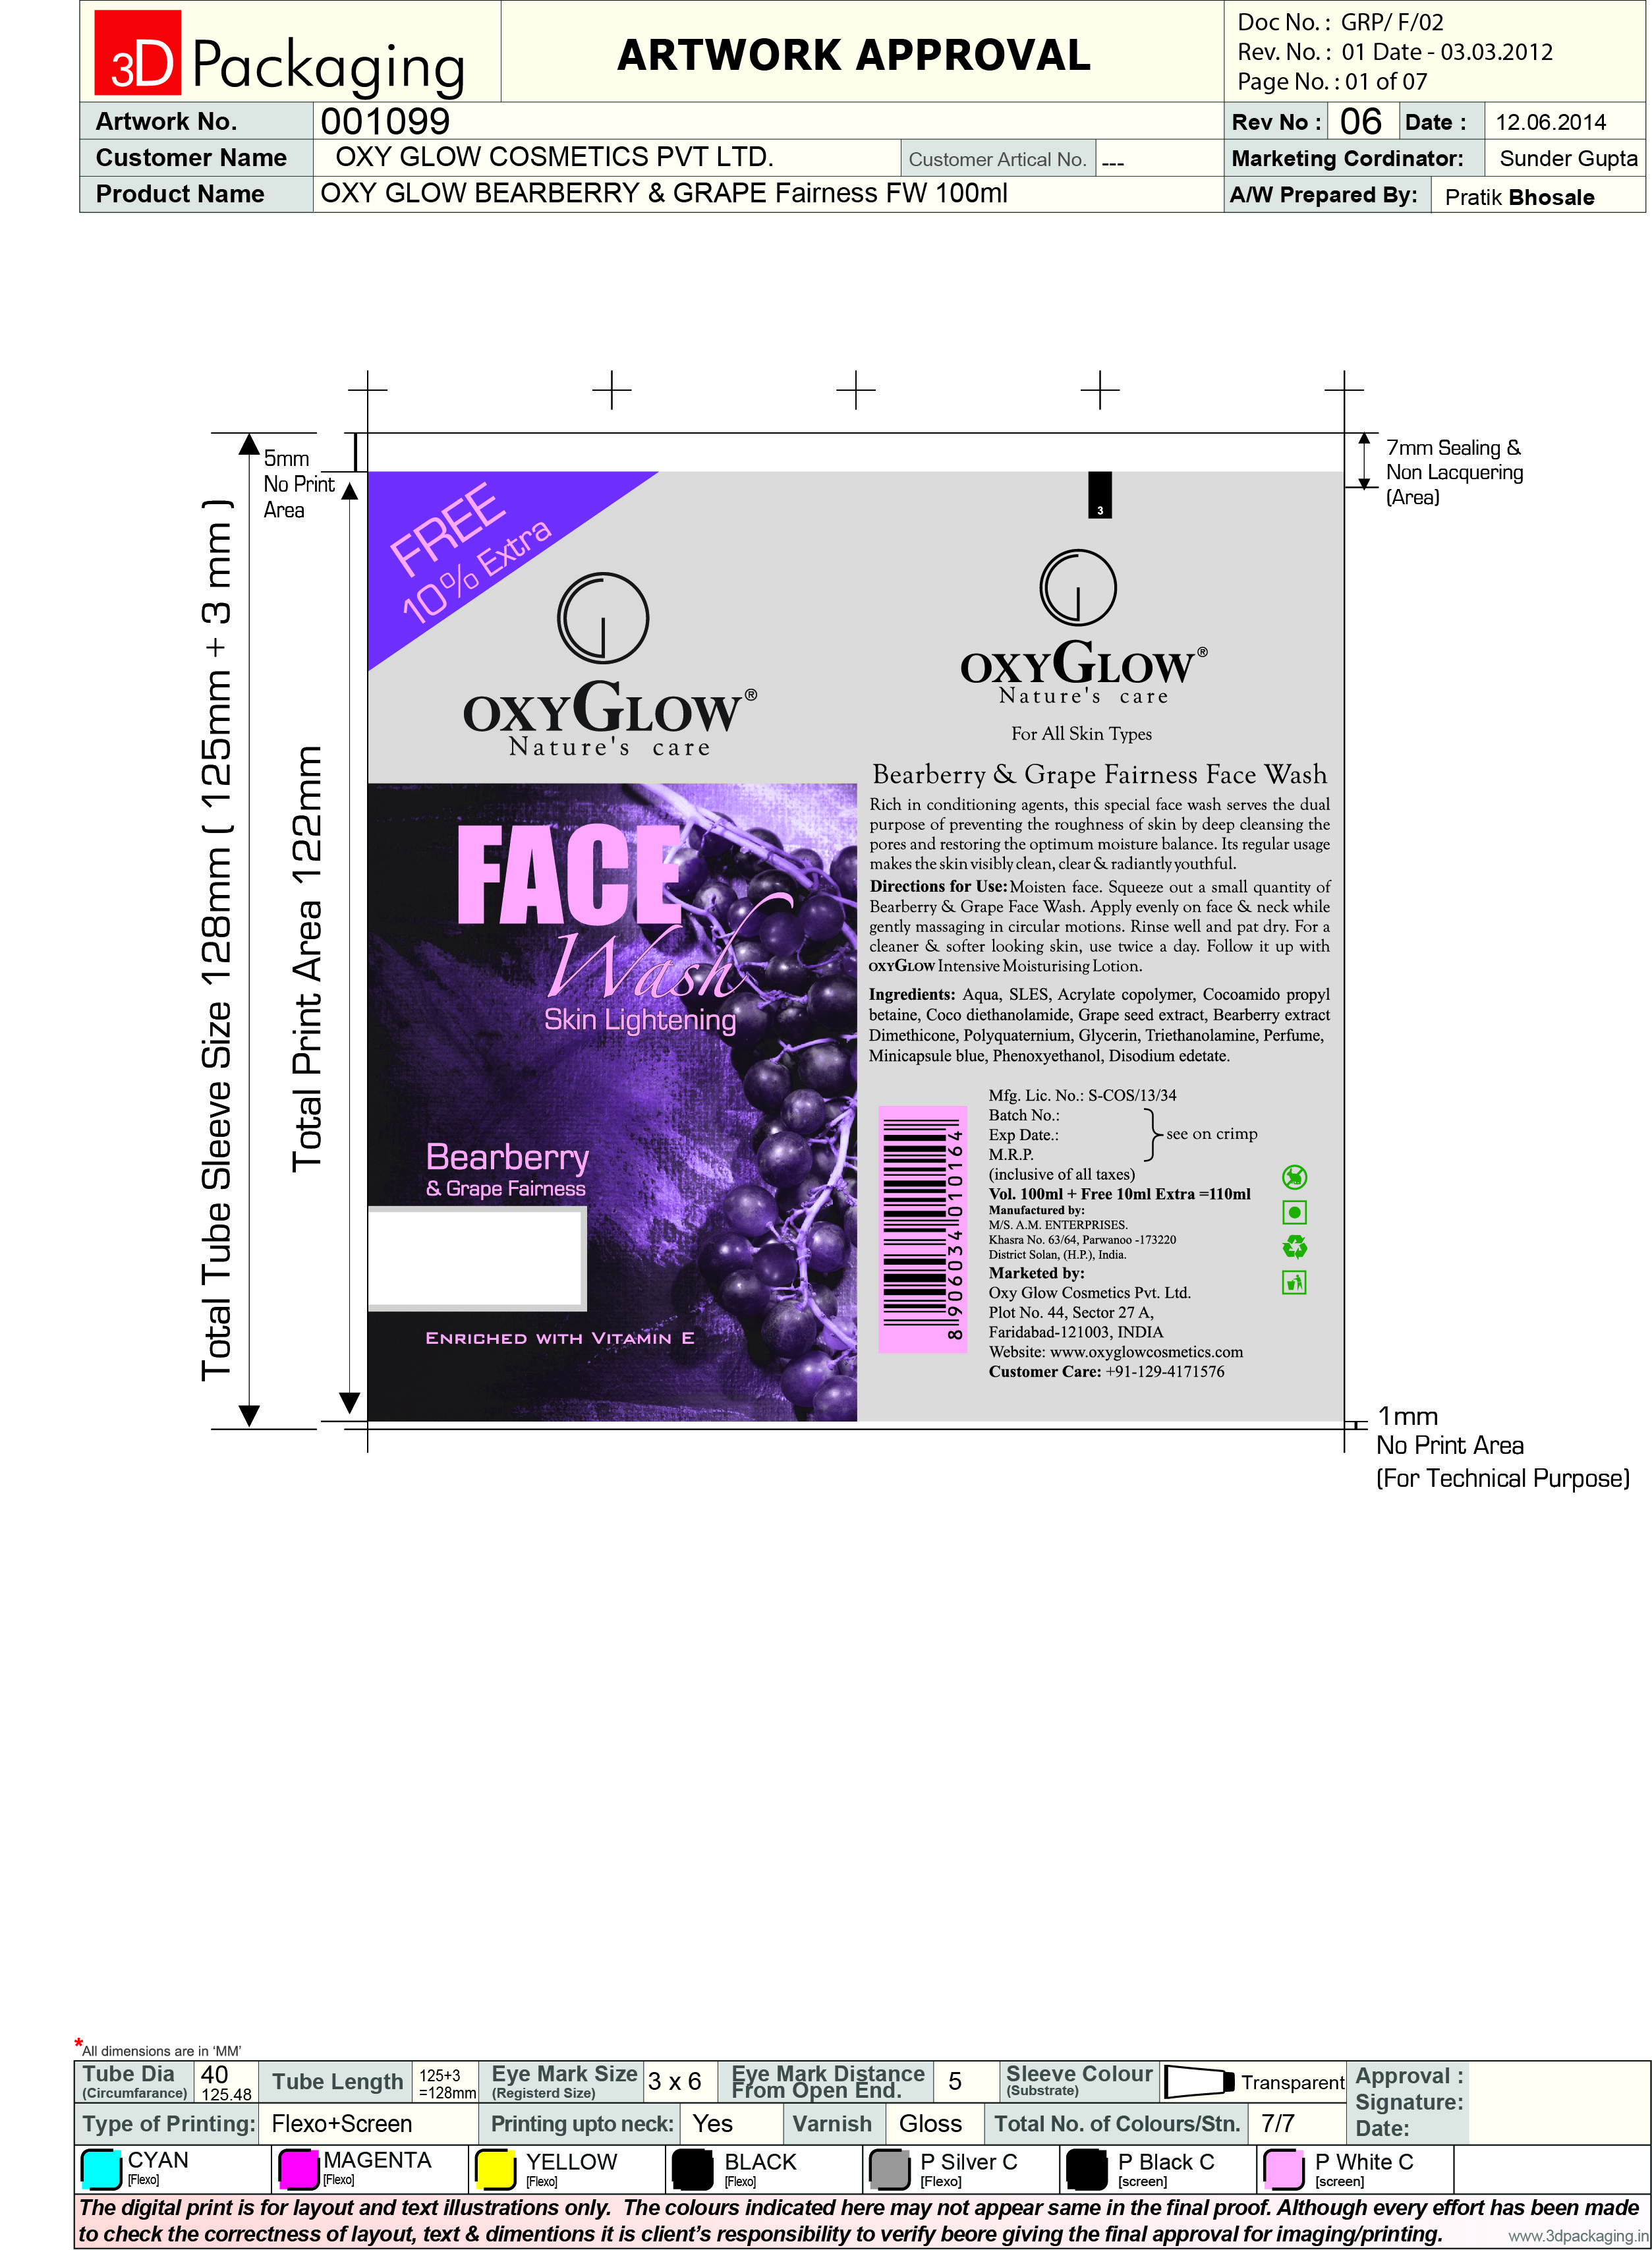 3D Packaging
ARTWORK APPROVAL
Doc No. : GRP/ F/02
Rev. No. : 01 Date - 03.03.2012
Page No. : 01 of 07
Artwork No.
001099
Rev No :
06
Date :
12.06.2014
Customer Name
OXY GLOW COSMETICS PVT LTD.
Customer Artical No.
---
Marketing Cordinator:
Sunder Gupta
Product Name
OXY GLOW BEARBERRY & GRAPE Fairness FW 100ml
A/W Prepared By:
Pratik Bhosale
Total Tube Sleeve Size 128mm ( 125mm + 3 mm )
Total Print Area 122mm
5mm
No Print
Area
7mm Sealing &
Non Lacquering
(Area)
FREE
10% Extra
OXYGLOW®
Nature's care
FACE
Wash
Skin Lightening
Bearberry
& Grape Fairness
ENRICHED WITH VITAMIN E
3
OXYGLOW®
Nature's care
For All Skin Types
Bearberry & Grape Fairness Face Wash
Rich in conditioning agents, this special face wash serves the dual
purpose of preventing the roughness of skin by deep cleansing the
pores and restoring the optimum moisture balance. Its regular usage
makes the skin visibly clean, clear & radiantly youthful.
Directions for Use: Moisten face. Squeeze out a small quantity of
Bearberry & Grape Face Wash. Apply evenly on face & neck while
gently massaging in circular motions. Rinse well and pat dry. For a
cleaner & softer looking skin, use twice a day. Follow it up with
OXYGLOW Intensive Moisturising Lotion.
Ingredients: Aqua, SLES, Acrylate copolymer, Cocoamido propyl
betaine, Coco diethanolamide, Grape seed extract, Bearberry extract
Dimethicone, Polyquaternium, Glycerin, Triethanolamine, Perfume,
Minicapsule blue, Phenoxyethanol, Disodium edetate.
8 906034 010164
Mfg. Lic. No.: S-COS/13/34
Batch No.:
Exp Date.:
see on crimp
M.R.P.
(inclusive of all taxes)
Vol. 100ml + Free 10ml Extra =110ml
Manufactured by:
M/S. A.M. ENTERPRISES.
Khasra No. 63/64, Parwanoo -173220
District Solan, (H.P.), India.
Marketed by:
Oxy Glow Cosmetics Pvt. Ltd.
Plot No. 44, Sector 27 A,
Faridabad-121003, INDIA
Website: www.oxyglowcosmetics.com
Customer Care: +91-129-4171576
1mm
No Print Area
(For Technical Purpose)
*All dimensions are in ‘MM’
Tube Dia
(Circumfarance)
40
125.48
Tube Length
125+3
=128mm
Eye Mark Size
(Registerd Size)
3 x 6
Eye Mark Distance
From Open End.
5
Sleeve Colour
(Substrate)
Transparent
Approval :
Signature:
Date:
Type of Printing:
Flexo+Screen
Printing upto neck:
Yes
Varnish
Gloss
Total No. of Colours/Stn.
7/7
CYAN
[Flexo]
MAGENTA
[Flexo]
YELLOW
[Flexo]
BLACK
[Flexo]
P Silver C
[Flexo]
P Black C
[screen]
P White C
[screen]
The digital print is for layout and text illustrations only. The colours indicated here may not appear same in the final proof. Although every effort has been made
to check the correctness of layout, text & dimentions it is client’s responsibility to verify beore giving the final approval for imaging/printing.
www.3dpackaging.in